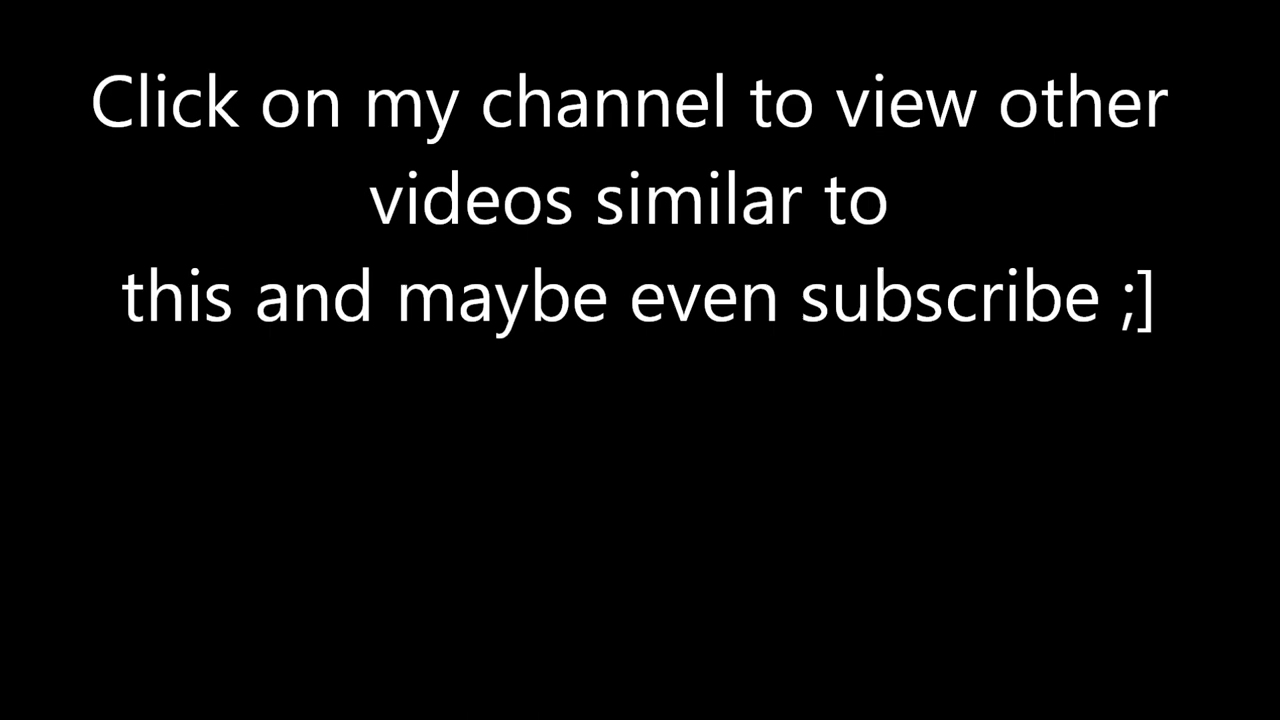 Click on my channel to view other
videos similar to
this and maybe even subscribe ;]